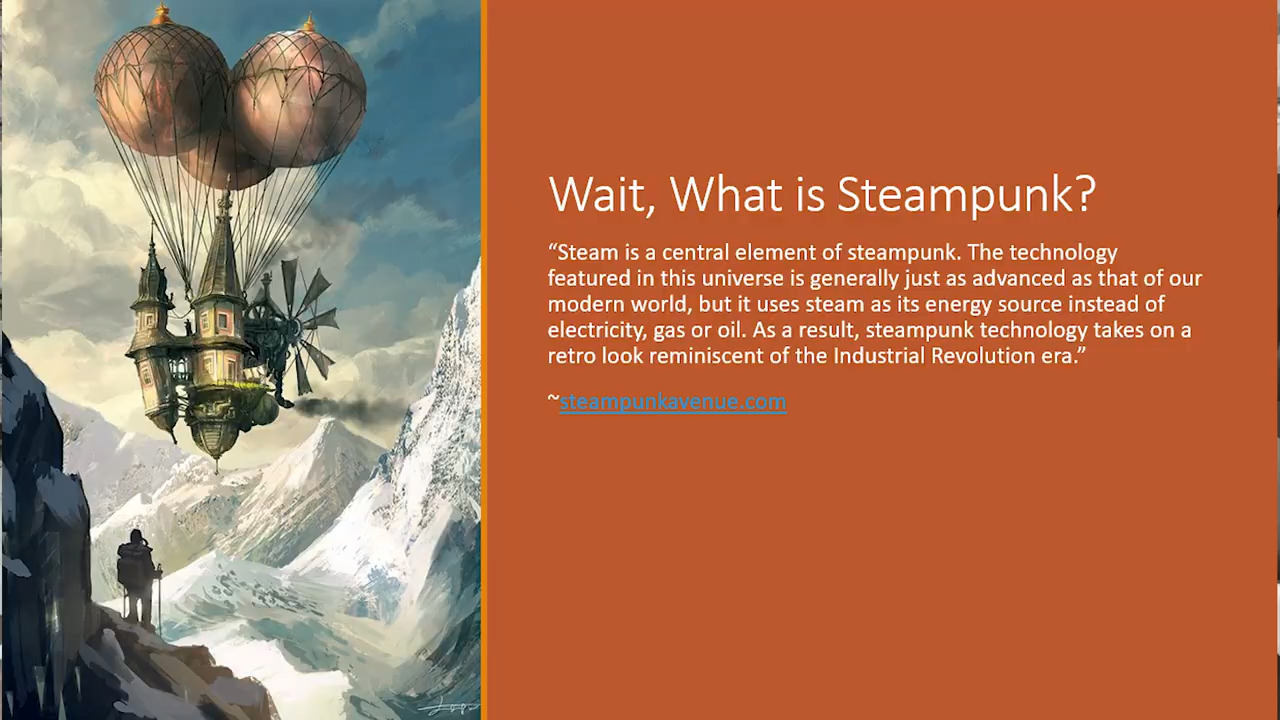 Wait, What is Steampunk?
“Steam is a central element of steampunk. The technology
featured in this universe is generally just as advanced as that of our
modern world, but it uses steam as its energy source instead of
electricity, gas or oil. As a result, steampunk technology takes on a
retro look reminiscent of the Industrial Revolution era.”
~steampunkavenue.com